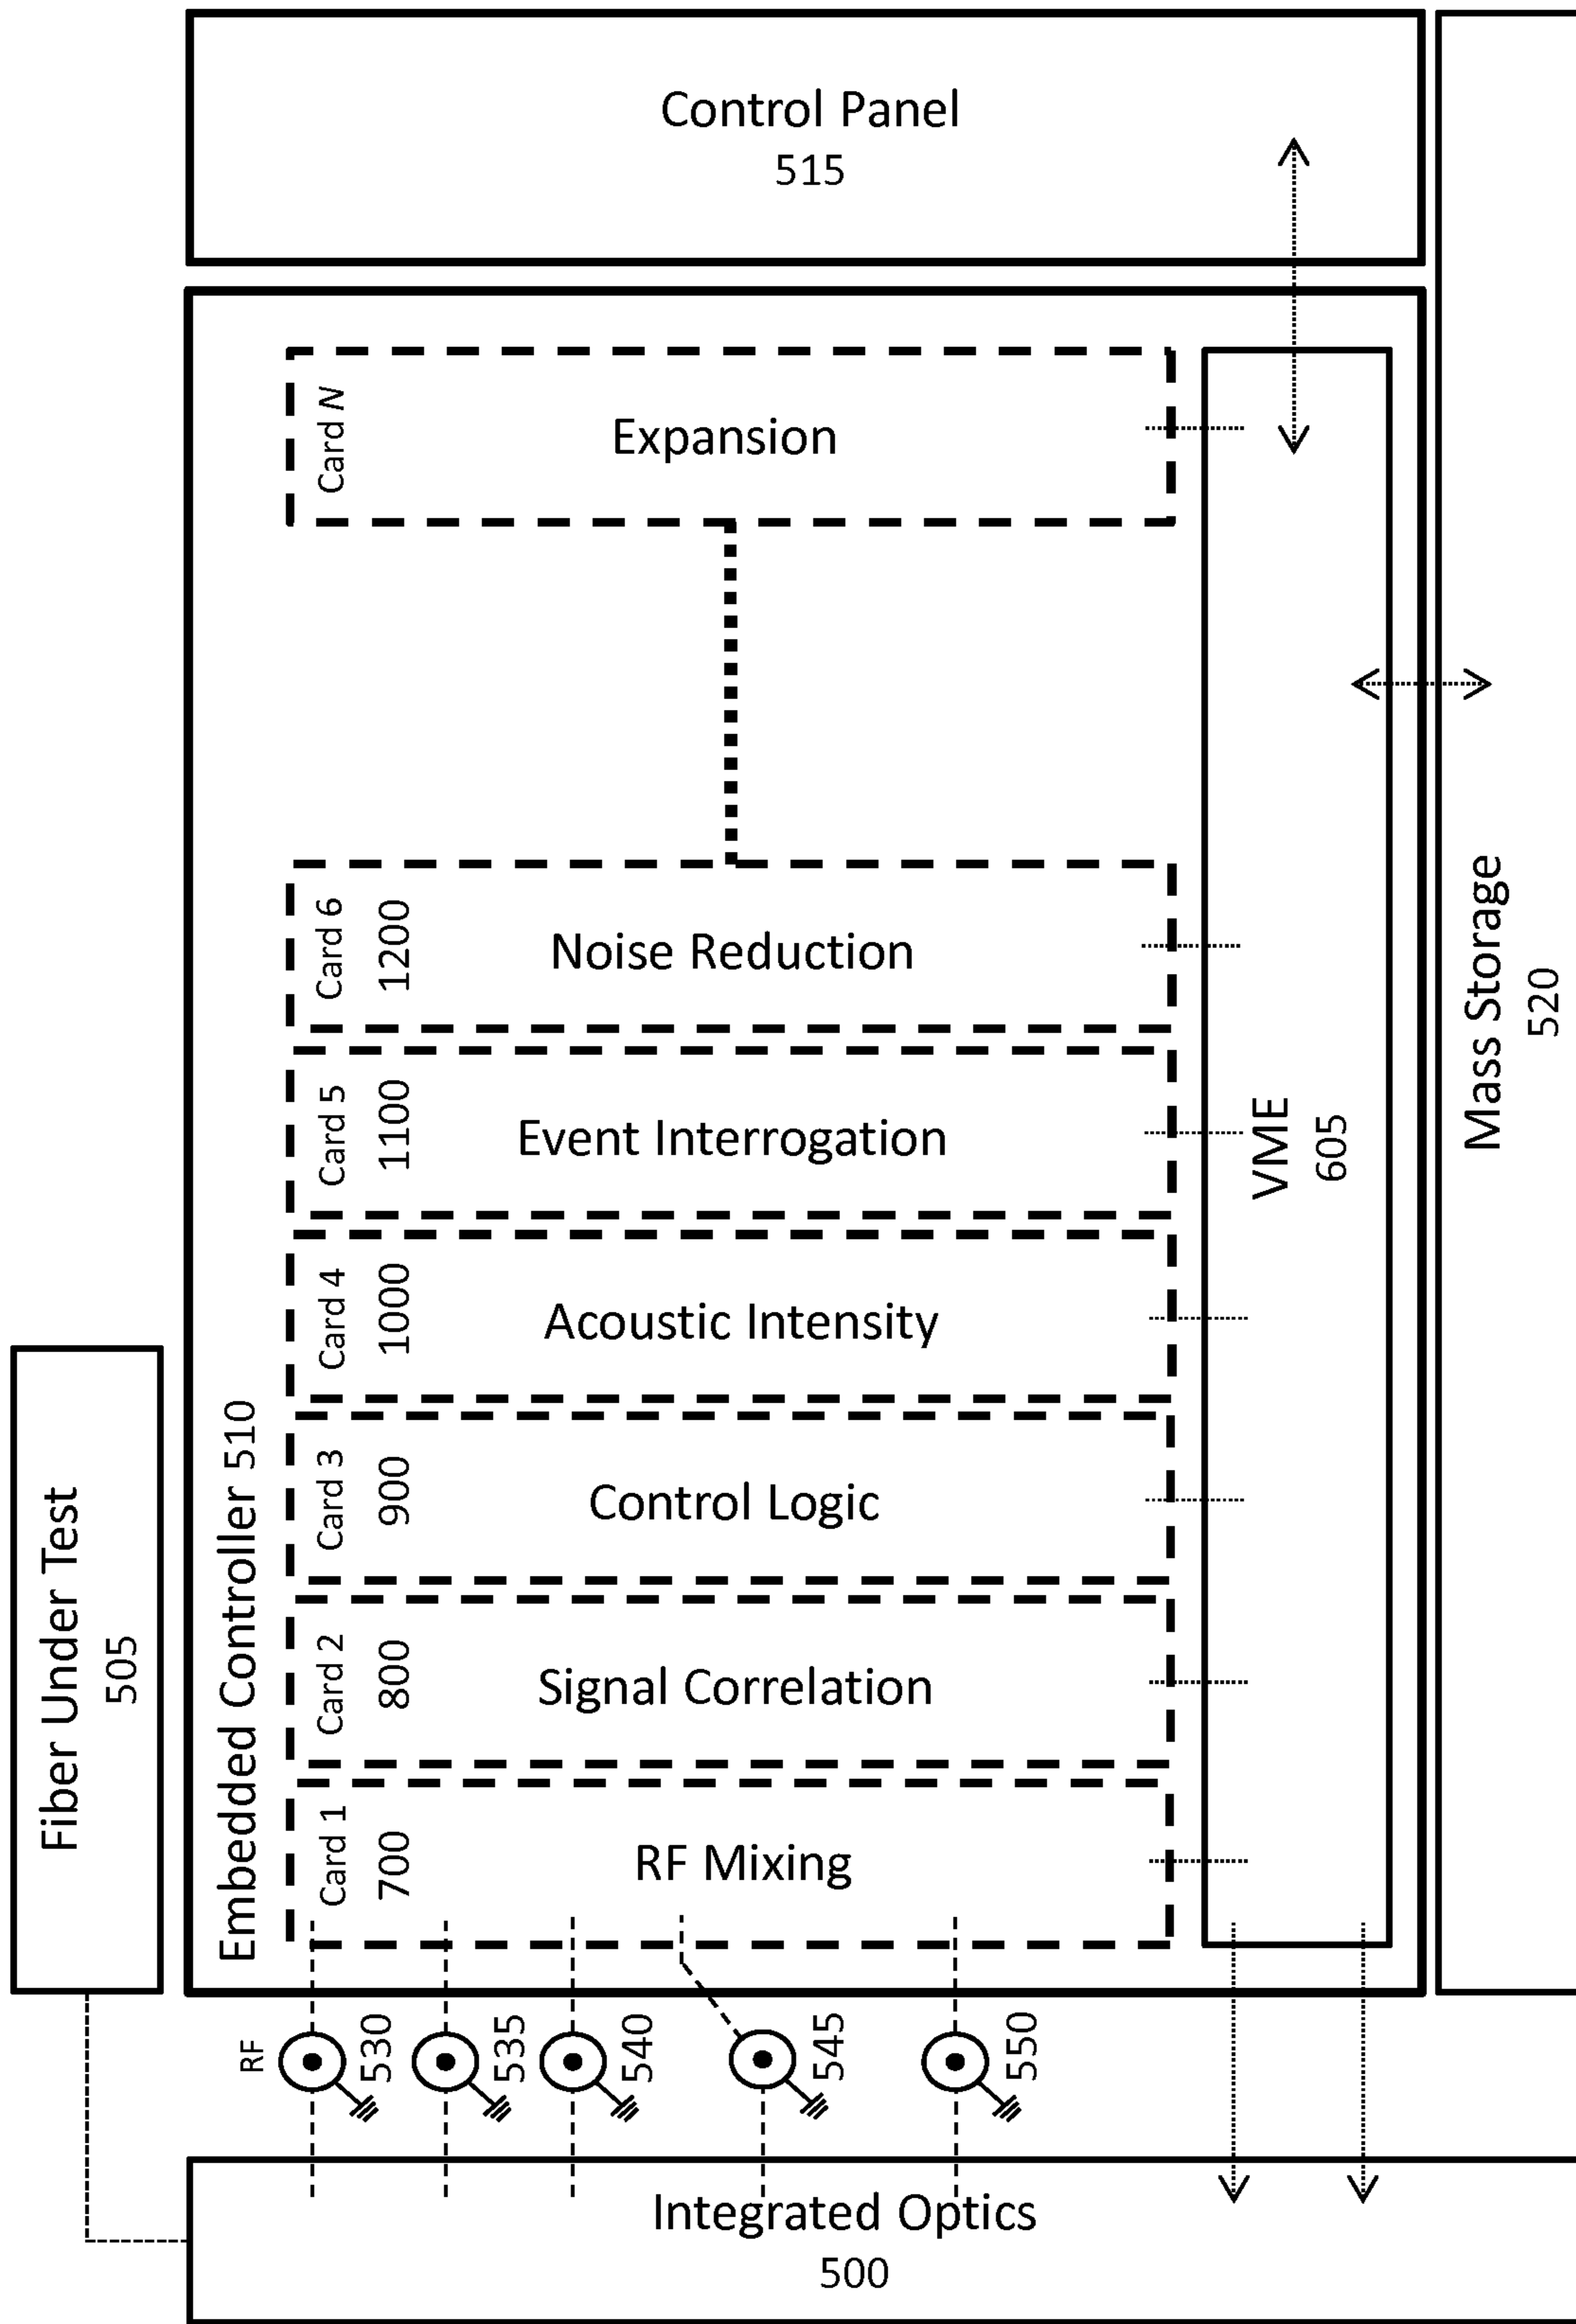 Control Panel
515
Card N
Expansion
Card 6
1200
Noise Reduction
Card 5
1100
Event Interrogation
Card 4
1000
Acoustic Intensity
Card 3
900
Control Logic
Card 2
800
Signal Correlation
Card 1
700
RF Mixing
Embedded Controller 510
VME
605
Mass Storage
520
Fiber Under Test
505
RF
530
535
540
545
550
Integrated Optics
500